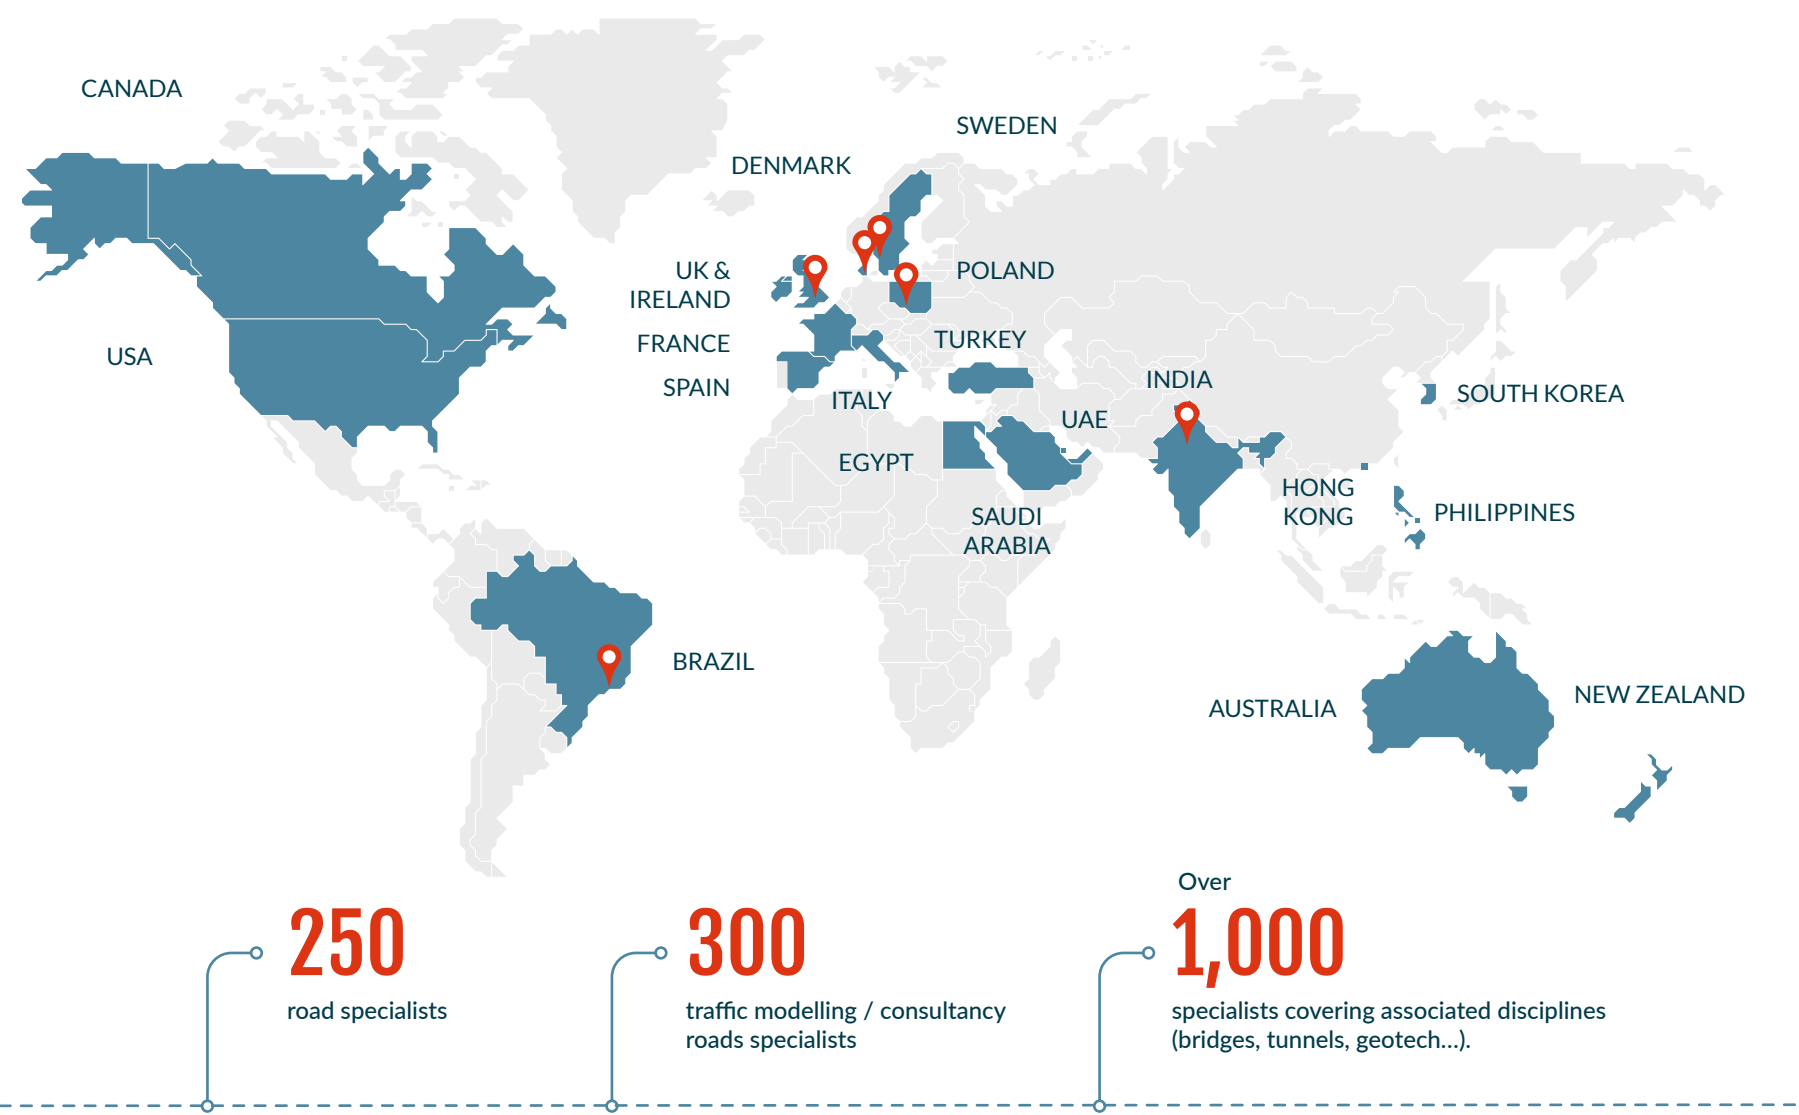 CANADA
SWEDEN
DENMARK
UK &
IRELAND
POLAND
FRANCE
TURKEY
USA
SPAIN
ITALY
INDIA
SOUTH KOREA
UAE
EGYPT
HONG
KONG
PHILIPPINES
SAUDI
ARABIA
BRAZIL
AUSTRALIA
NEW ZEALAND
250
road specialists
300
traffic modelling / consultancy
roads specialists
Over
1,000
specialists covering associated disciplines
(bridges, tunnels, geotech...).